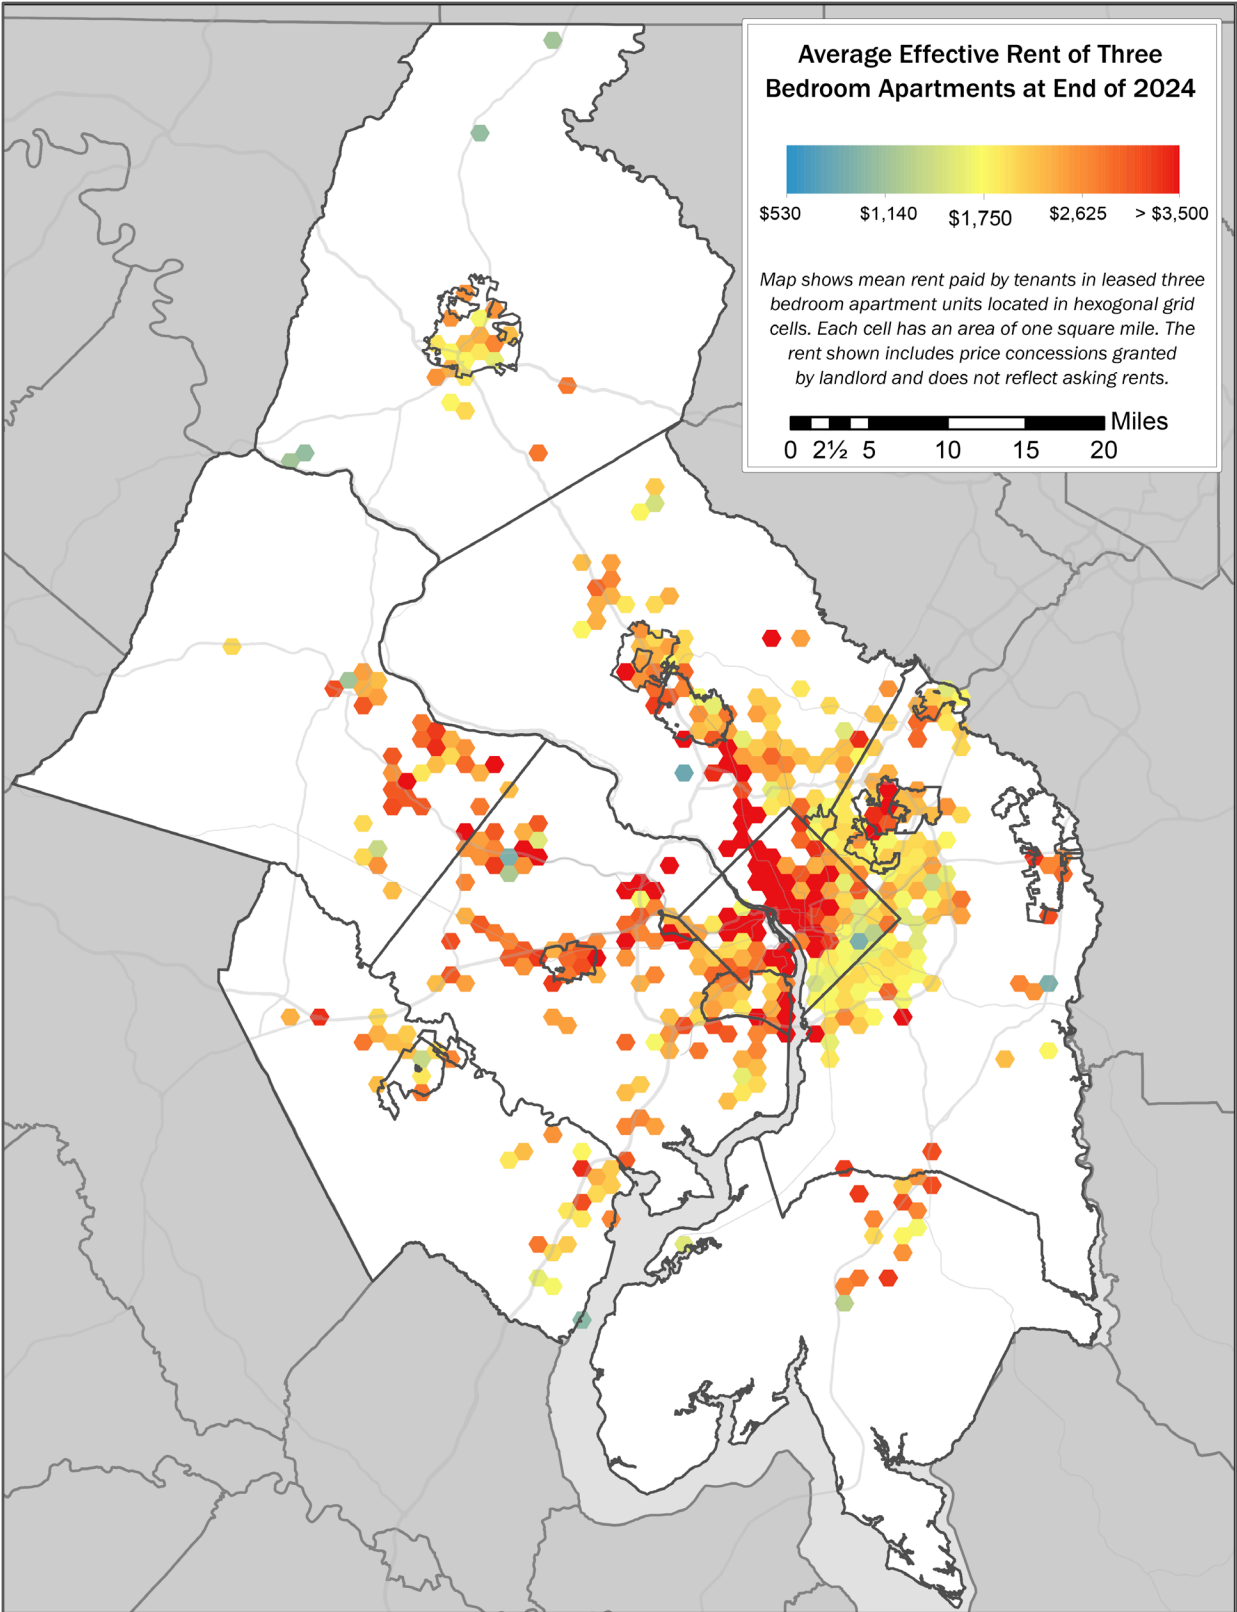 Average Effective Rent of Three
Bedroom Apartments at End of 2024
$530 $1,140 $1,750 $2,625 > $3,500
Map shows mean rent paid by tenants in leased three
bedroom apartment units located in hexogonal grid
cells. Each cell has an area of one square mile. The
rent shown includes price concessions granted
by landlord and does not reflect asking rents.
Miles
0 2½ 5 10 15 20